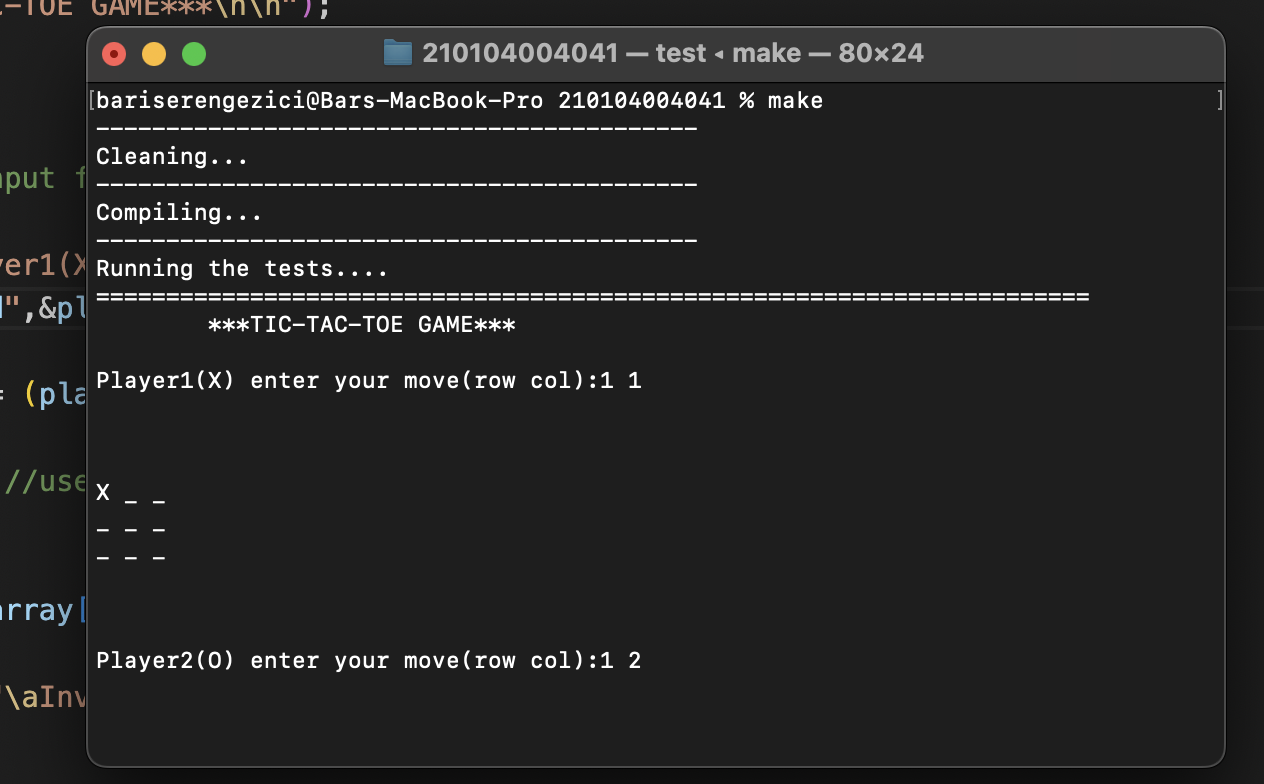 C-TOE GAME***\n\n");
210104004041 — test ◂ make — 80×24
[bariserengezici@Bars-MacBook-Pro 210104004041 % make ]
-------------------------------------------
Cleaning...
-------------------------------------------
nput f
Compiling...
-------------------------------------------
yer1(X
Running the tests....
=======================================================================
",&pl
***TIC-TAC-TOE GAME***
Player1(X) enter your move(row col):1 1
= (pla
//use
X _ _
_ _ _
_ _ _
array[
Player2(O) enter your move(row col):1 2
"\aInv